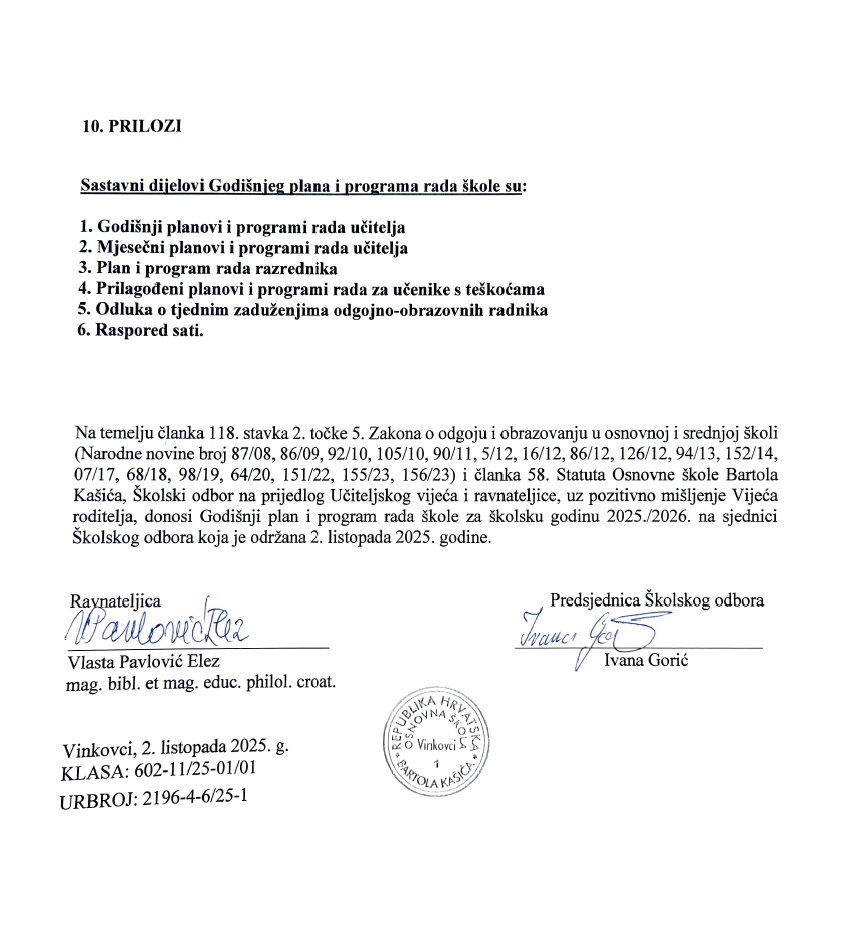 10. PRILOZI
Sastavni dijelovi Godišnjeg plana i programa rada škole su:
1. Godišnji planovi i programi rada učitelja
2. Mjesečni planovi i programi rada učitelja
3. Plan i program rada razrednika
4. Prilagođeni planovi i programi rada za učenike s teškoćama
5. Odluka o tjednim zaduženjima odgojno-obrazovnih radnika
6. Raspored sati.
Na temelju članka 118. stavka 2. točke 5. Zakona o odgoju i obrazovanju u osnovnoj i srednjoj školi
(Narodne novine broj 87/08, 86/09, 92/10, 105/10, 90/11, 5/12, 16/12, 86/12, 126/12, 94/13, 152/14,
07/17, 68/18, 98/19, 64/20, 151/22, 155/23, 156/23) i članka 58. Statuta Osnovne škole Bartola
Kašića, Školski odbor na prijedlog Učiteljskog vijeća i ravnateljice, uz pozitivno mišljenje Vijeća
roditelja, donosi Godišnji plan i program rada škole za školsku godinu 2025./2026. na sjednici
Školskog odbora koja je održana 2. listopada 2025. godine.
Ravnateljica
VPavlovićElez
Vlasta Pavlović Elez
mag. bibl. et mag. educ. philol. croat.
Predsjednica Školskog odbora
Ivana
Ivana Gorić
REPUBLIKA HRVATSKA
OSNOVNA ŠKOLA
Vinkovci
1
* BARTOLA KAŠIĆA *
Vinkovci, 2. listopada 2025. g.
KLASA: 602-11/25-01/01
URBROJ: 2196-4-6/25-1